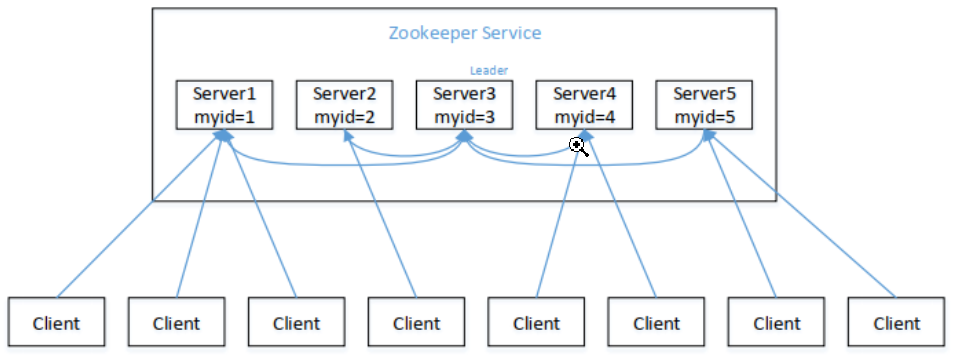 Zookeeper Service
Leader
Server1
myid=1
Server2
myid=2
Server3
myid=3
Server4
myid=4
Server5
myid=5
Client
Client
Client
Client
Client
Client
Client
Client